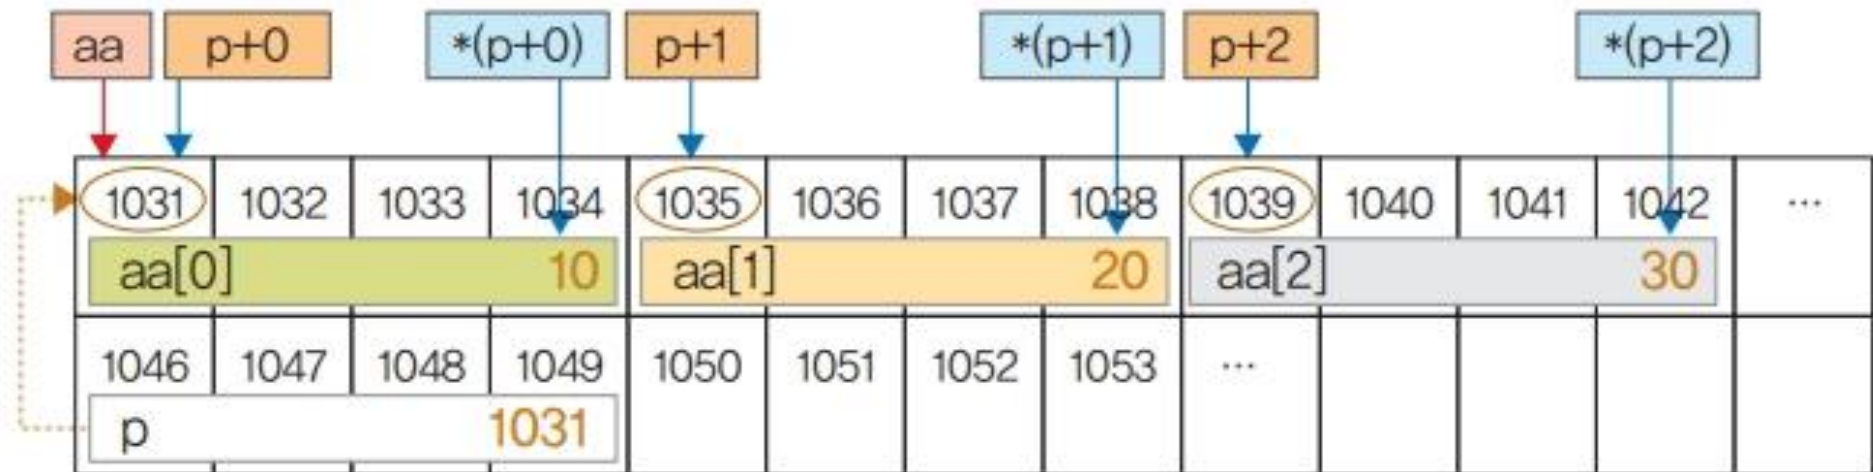 aa p+0 *(p+0) p+1 *(p+1) p+2 *(p+2)
1031 1032 1033 1034 1035 1036 1037 1038 1039 1040 1041 1042 ...
aa[0] 10 aa[1] 20 aa[2] 30
1046 1047 1048 1049 1050 1051 1052 1053 ...
p 1031